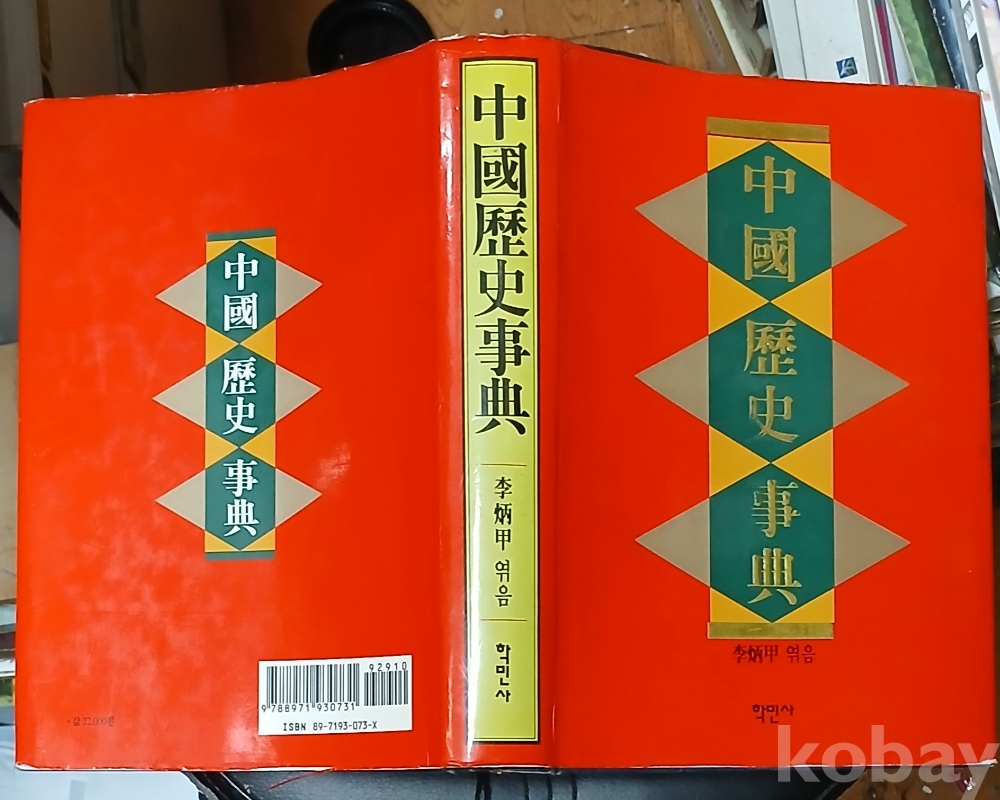 中國
歷史
事典
92910
9 788971 930731
ISBN 89-7193-073-X
中國歷史事典
李炳甲 엮음
학민사
中國
歷史
事典
李炳甲 엮음
학민사
kobay